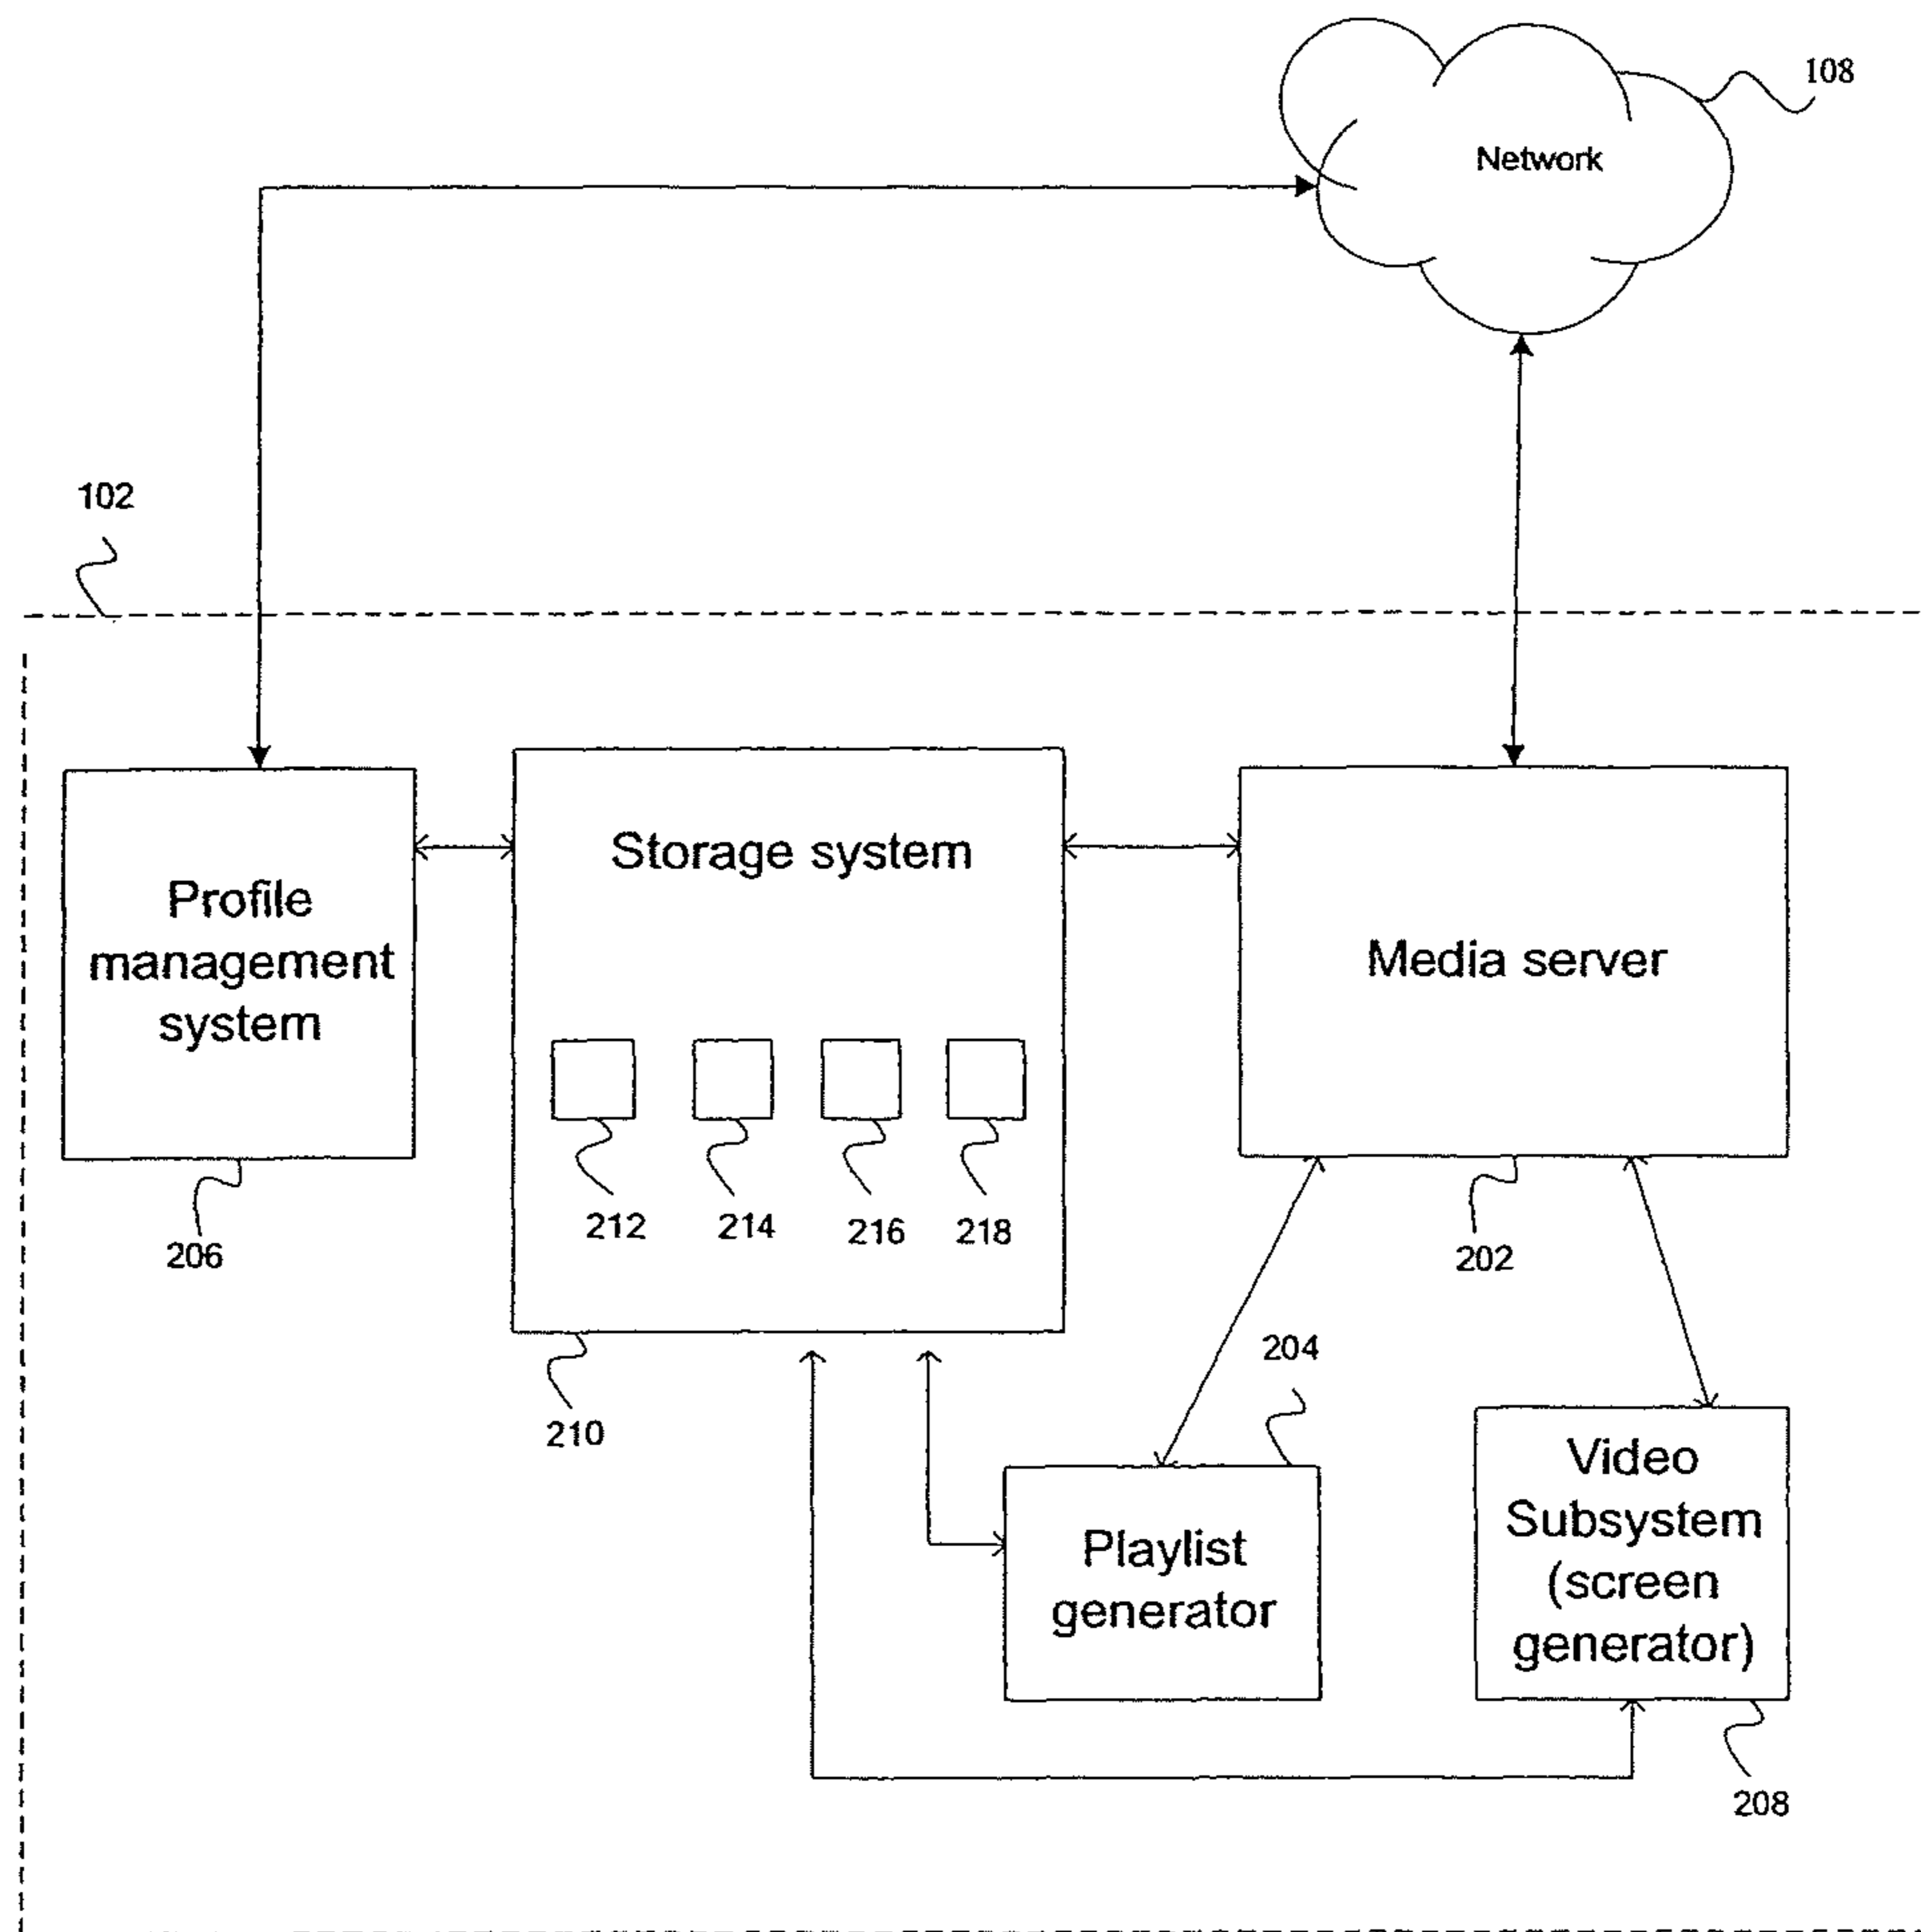 108
Network
102
Profile
management
system
Storage system
Media server
212
214
216
218
206
202
204
210
Playlist
generator
Video
Subsystem
(screen
generator)
208